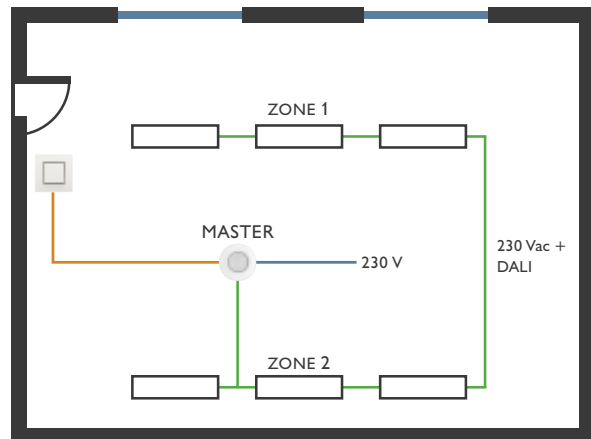 ZONE 1
MASTER
230 V
230 Vac +
DALI
ZONE 2